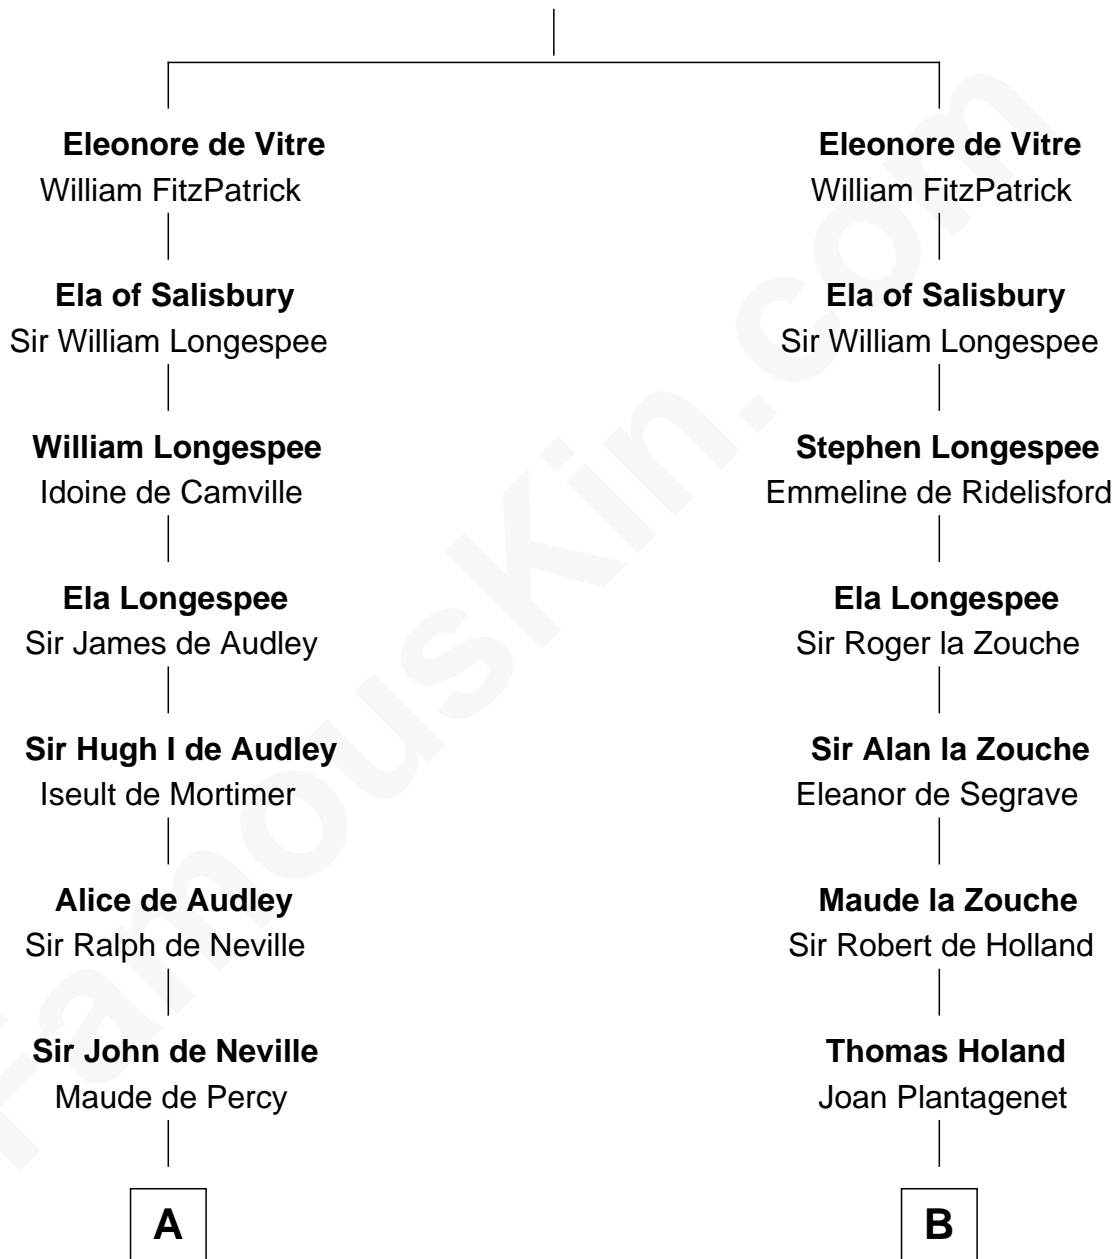 Eleonore de Vitre
William FitzPatrick
Ela of Salisbury
Sir William Longespee
William Longespee
Idoine de Camville
Ela Longespee
Sir James de Audley
Sir Hugh I de Audley
Iseult de Mortimer
Alice de Audley
Sir Ralph de Neville
Sir John de Neville
Maude de Percy
A
Eleonore de Vitre
William FitzPatrick
Ela of Salisbury
Sir William Longespee
Stephen Longespee
Emmeline de Ridelisford
Ela Longespee
Sir Roger la Zouche
Sir Alan la Zouche
Eleanor de Segrave
Maude la Zouche
Sir Robert de Holland
Thomas Holand
Joan Plantagenet
B
FamousKin.com